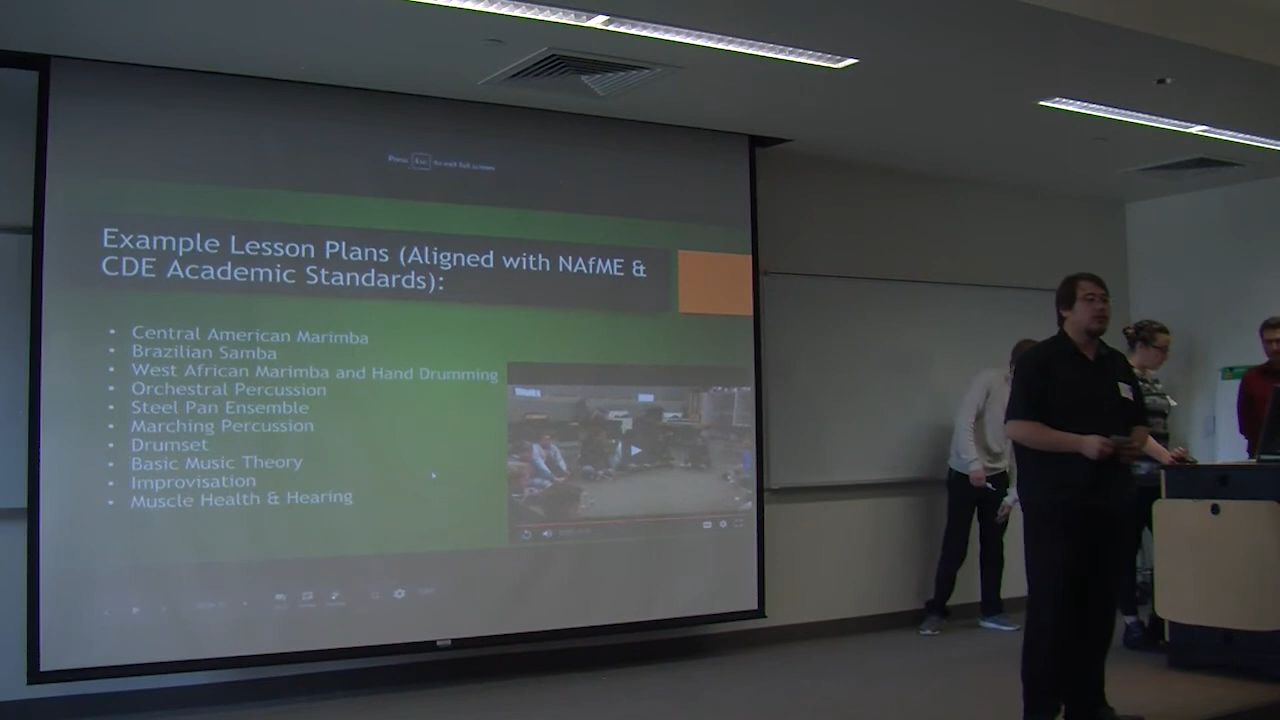 Press Esc to exit full screen
Example Lesson Plans (Aligned with NAfME &
CDE Academic Standards):
• Central American Marimba
• Brazilian Samba
• West African Marimba and Hand Drumming
• Orchestral Percussion
• Steel Pan Ensemble
• Marching Percussion
• Drumset
• Basic Music Theory
• Improvisation
• Muscle Health & Hearing